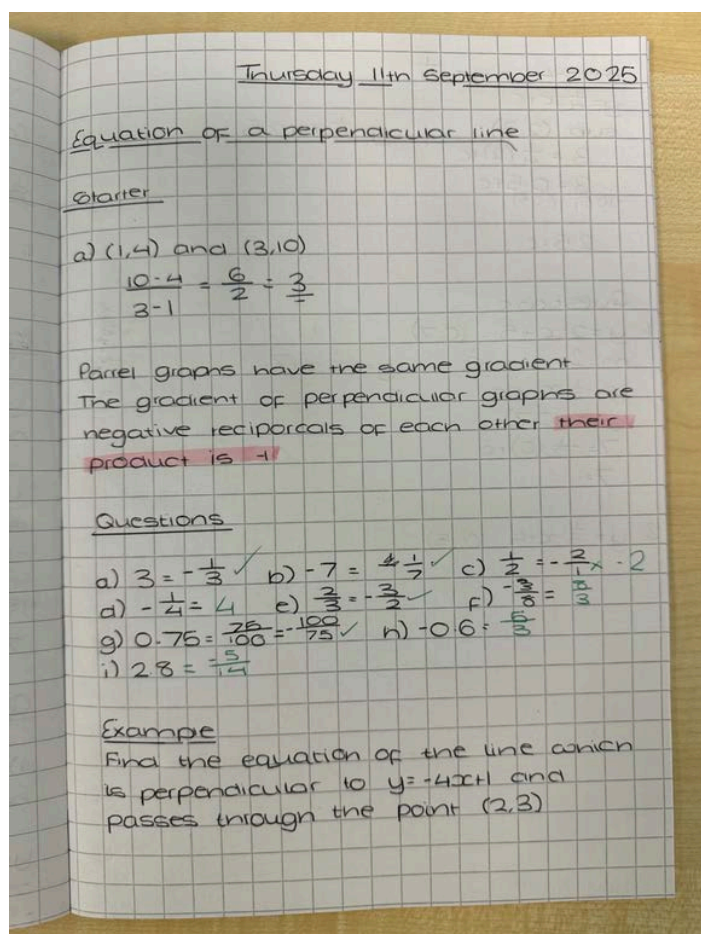 Thursday 11th September 2025
Equation of a perpendicular line
Starter
a) (1,4) and (3,10)
10-4 / 3-1 = 6/2 = 3
Parrel graphs have the same gradient
The gradient of perpendicular graphs are
negative reciporcals of each other their
product is -1
Questions
a) 3 = -1/3 ✓ b) -7 = 1/7 ✓ c) 1/2 = -2/1 x -2
d) -1/4 = 4 e) 2/3 = -3/2 ✓ f) -3/8 = 8/3
g) 0.75 = 75/100 = -100/75 ✓ h) -0.6 = 5/3
i) 2.8 = -5/14
Example
Find the equation of the line which
is perpendicular to y=-4x+1 and
passes through the point (2,3)